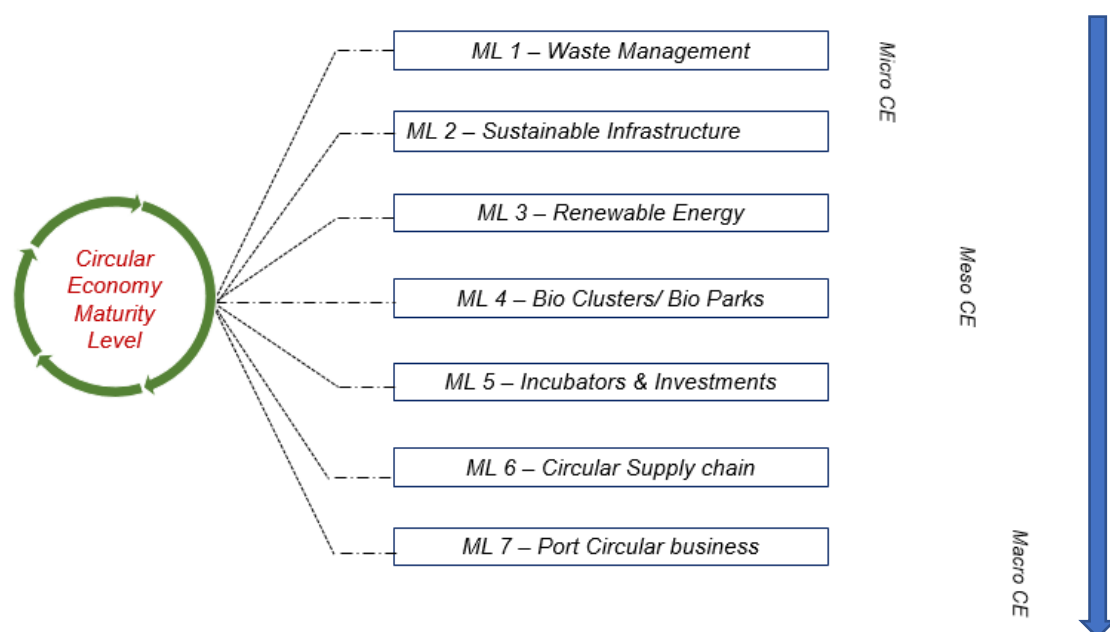 ML 1 – Waste Management
Micro CE
ML 2 – Sustainable Infrastructure
ML 3 – Renewable Energy
Circular
Economy
Maturity
Level
ML 4 – Bio Clusters/ Bio Parks
Meso CE
ML 5 – Incubators & Investments
ML 6 – Circular Supply chain
ML 7 – Port Circular business
Macro CE